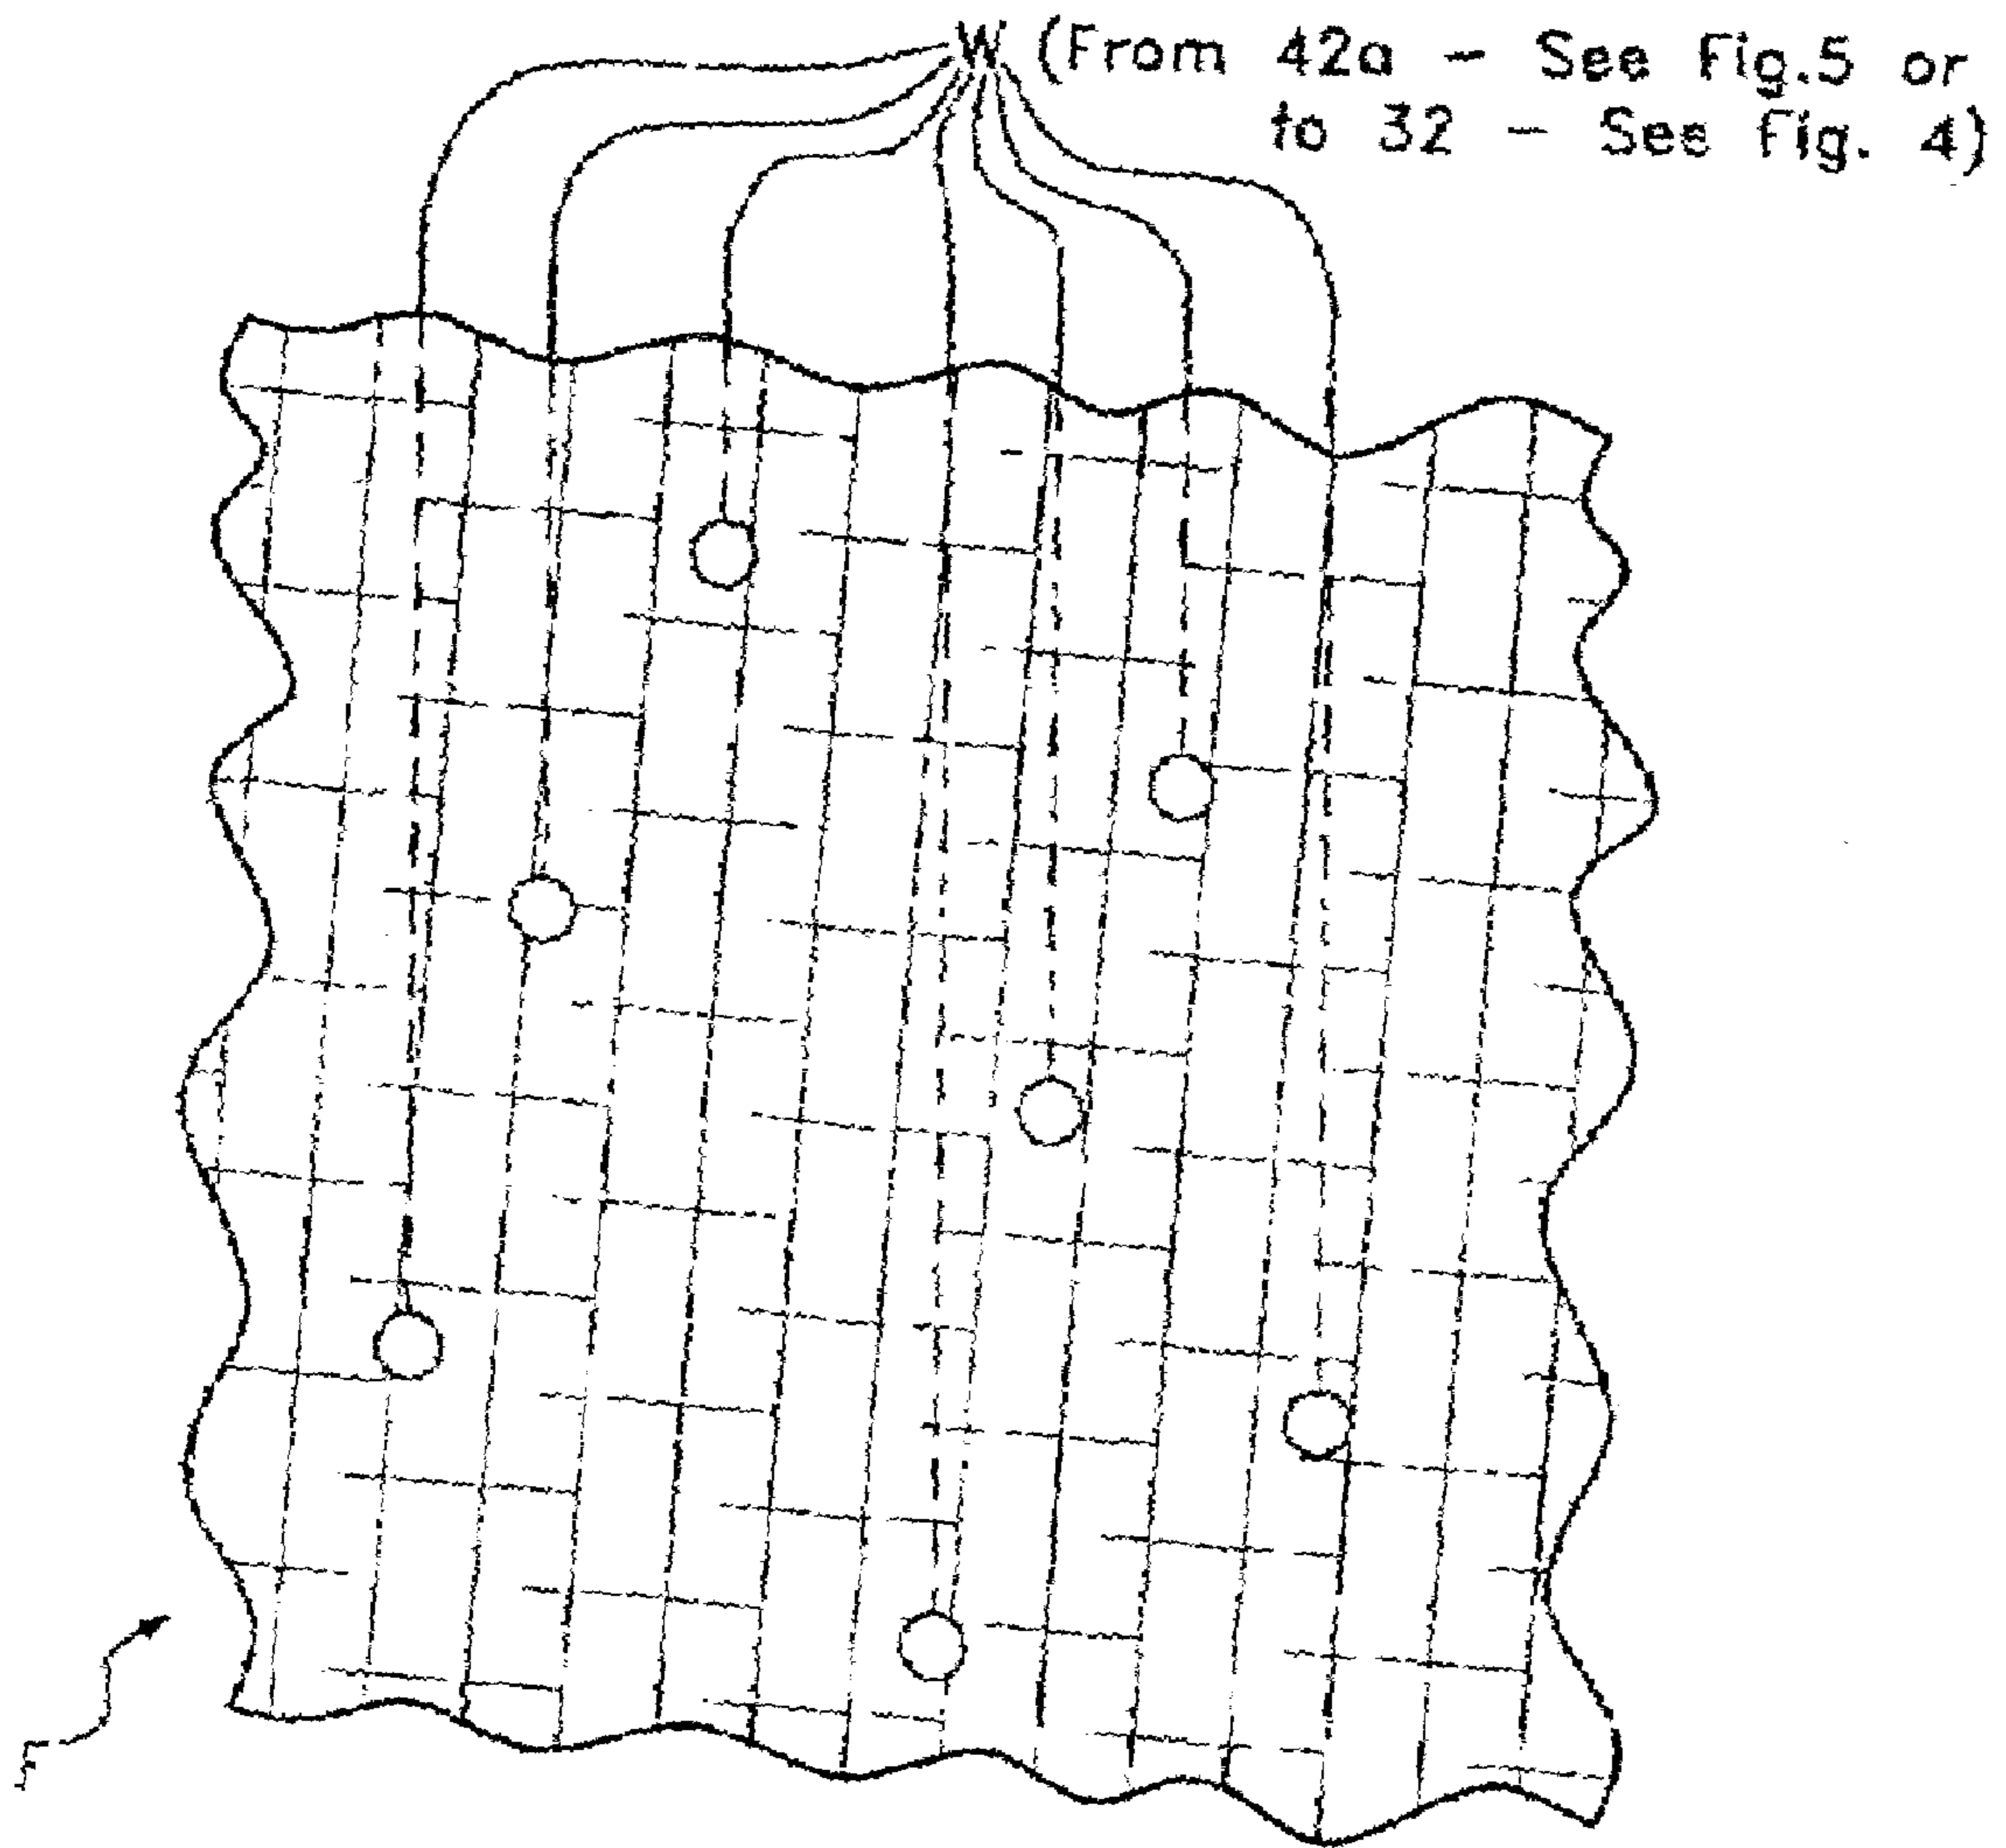 W (From 42a - See Fig.5 or
to 32 - See Fig. 4)
F